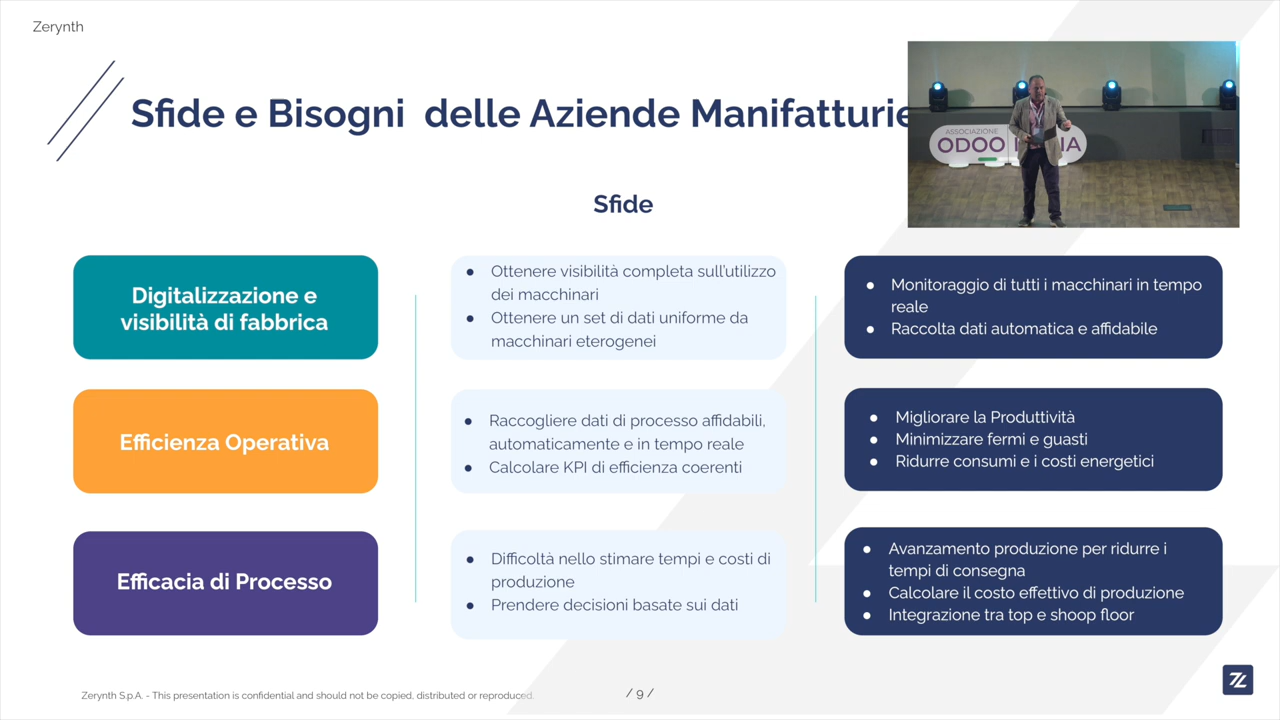 Zerynth
Sfide e Bisogni delle Aziende Manifatturie
ASSOCIAZIONE
ODOO
Sfide
Digitalizzazione e
visibilità di fabbrica
● Ottenere visibilità completa sull'utilizzo
dei macchinari
● Ottenere un set di dati uniforme da
macchinari eterogenei
● Monitoraggio di tutti i macchinari in tempo
reale
● Raccolta dati automatica e affidabile
Efficienza Operativa
● Raccogliere dati di processo affidabili,
automaticamente e in tempo reale
● Calcolare KPI di efficienza coerenti
● Migliorare la Produttività
● Minimizzare fermi e guasti
● Ridurre consumi e i costi energetici
Efficacia di Processo
● Difficoltà nello stimare tempi e costi di
produzione
● Prendere decisioni basate sui dati
● Avanzamento produzione per ridurre i
tempi di consegna
● Calcolare il costo effettivo di produzione
● Integrazione tra top e shoop floor
Zerynth S.p.A. - This presentation is confidential and should not be copied, distributed or reproduced.
/ 9 /